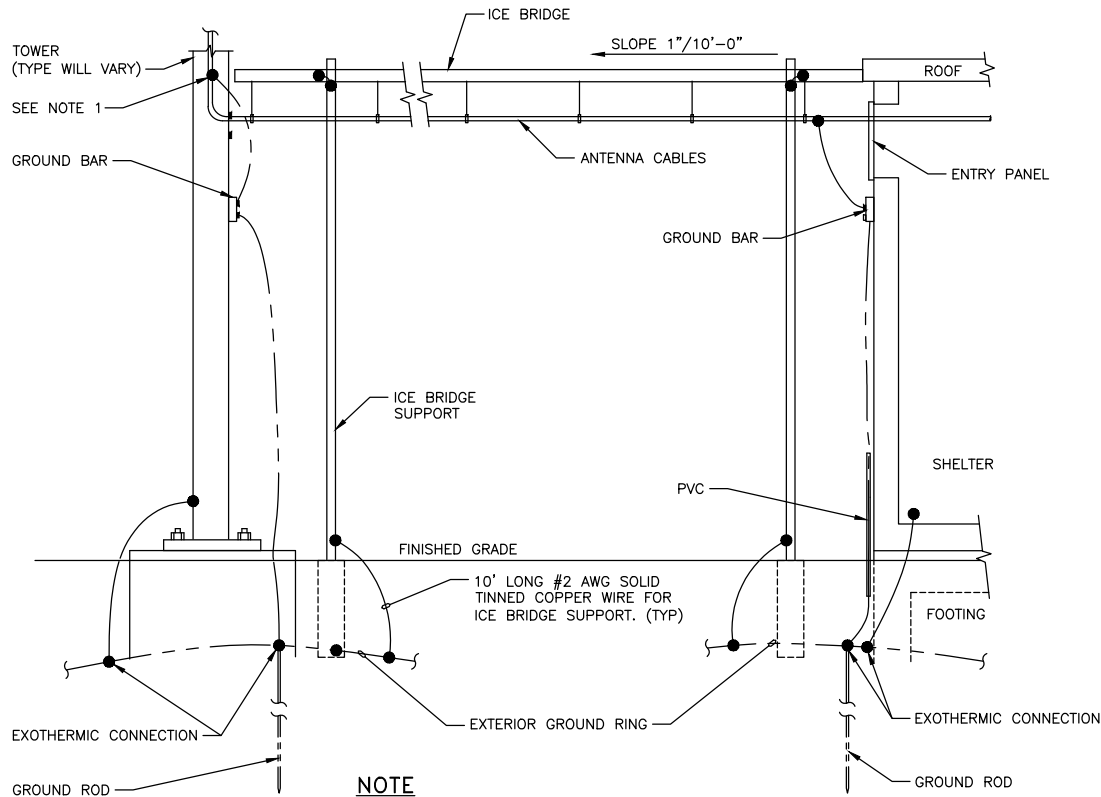 ICE BRIDGE
SLOPE 1"/10'-0"
TOWER
(TYPE WILL VARY)
ROOF
SEE NOTE 1
GROUND BAR
ANTENNA CABLES
ENTRY PANEL
GROUND BAR
ICE BRIDGE
SUPPORT
SHELTER
PVC
FINISHED GRADE
10' LONG #2 AWG SOLID
TINNED COPPER WIRE FOR
ICE BRIDGE SUPPORT. (TYP)
FOOTING
EXOTHERMIC CONNECTION
EXTERIOR GROUND RING
EXOTHERMIC CONNECTION
GROUND ROD
NOTE
GROUND ROD